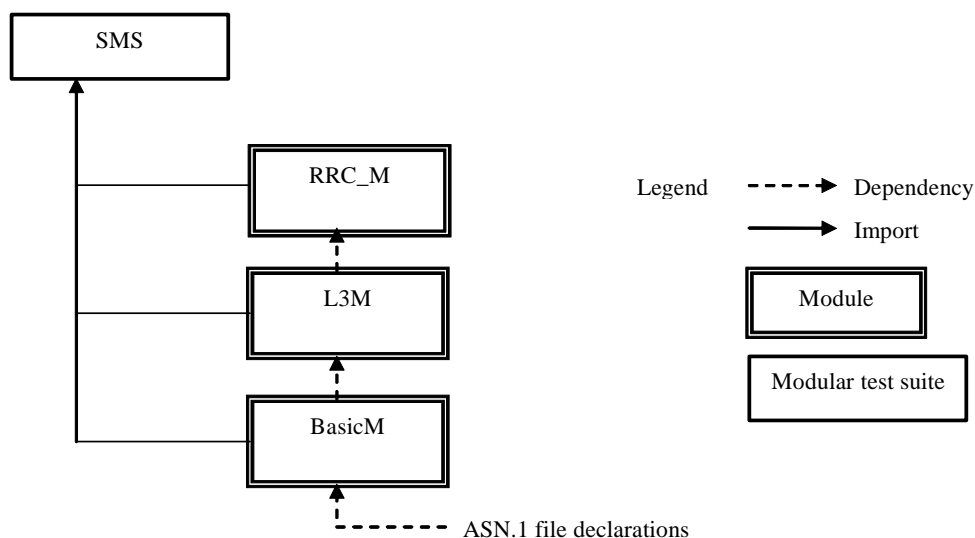 SMS
RRC_M
Legend
Dependency
Import
L3M
Module
Modular test suite
BasicM
ASN.1 file declarations